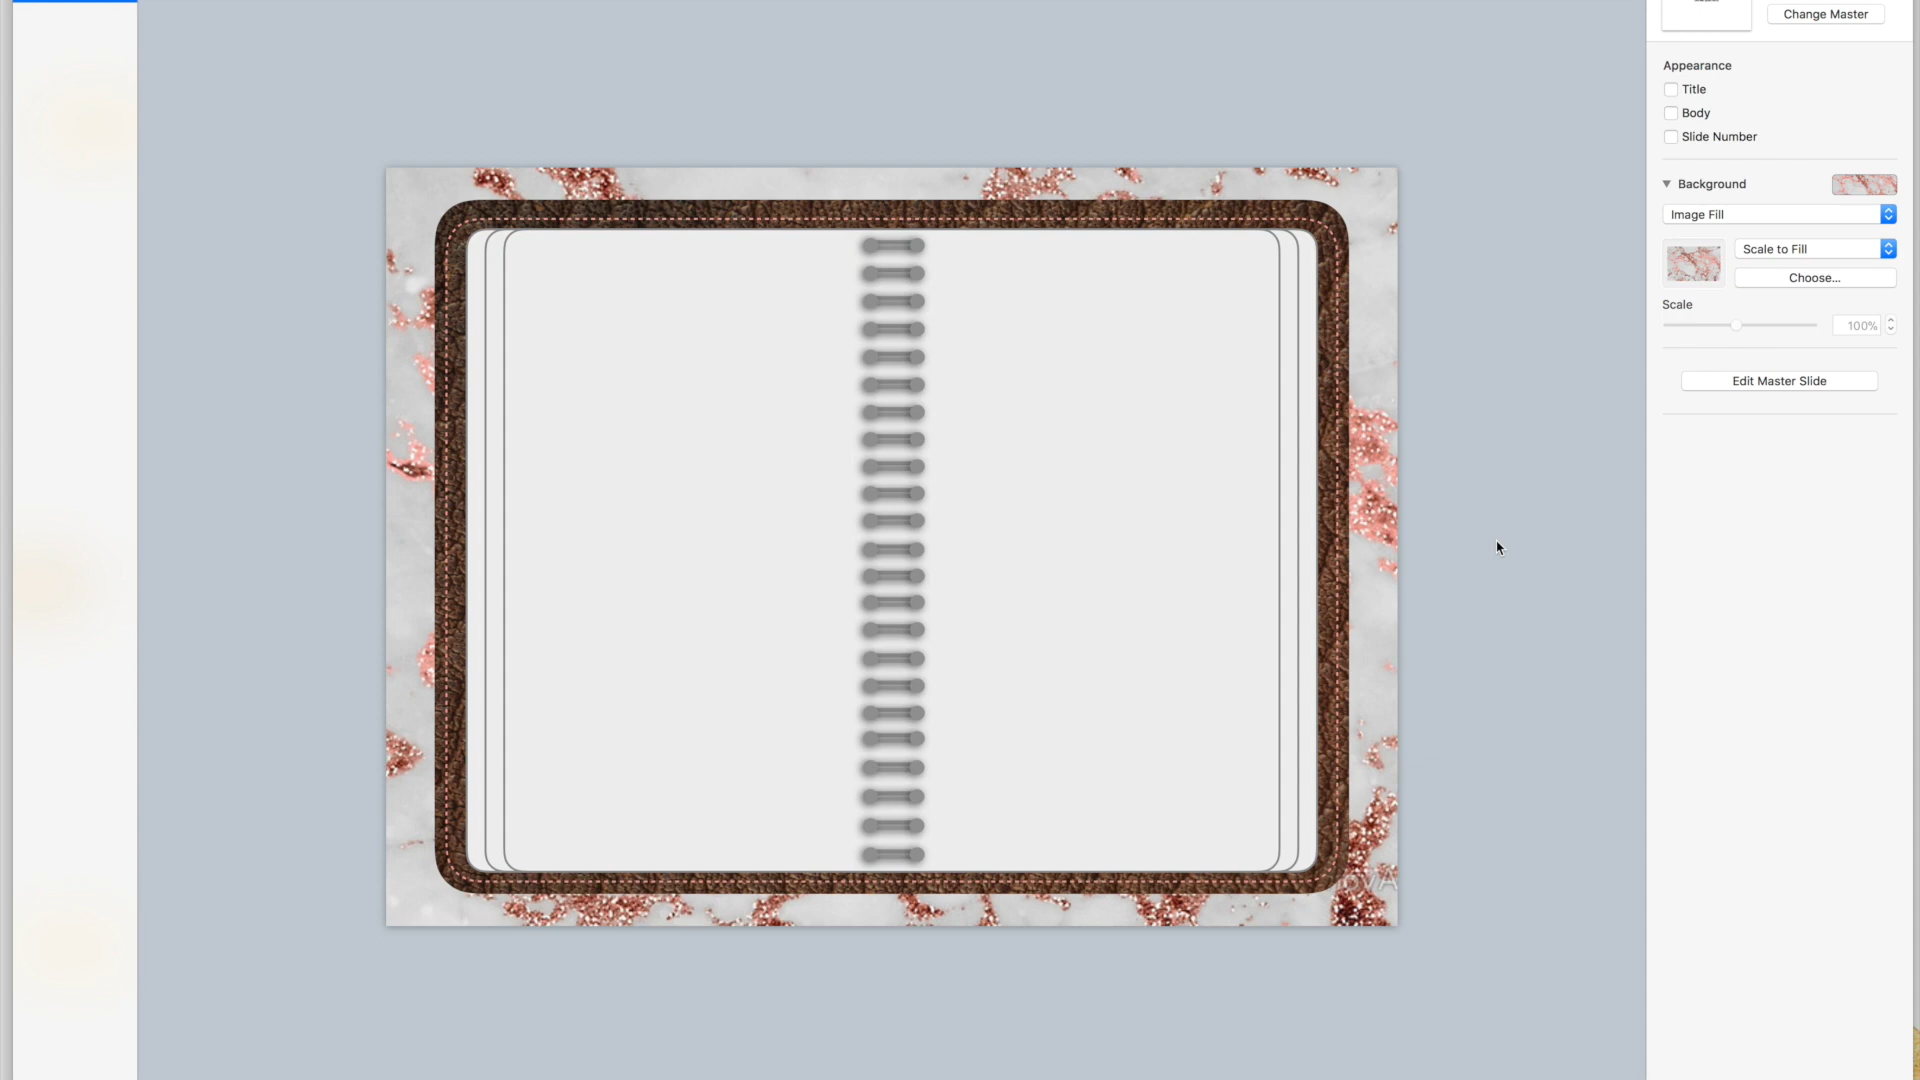 Change Master
Appearance
Title
Body
Slide Number
Background
Image Fill
Scale to Fill
Choose...
Scale
100%
Edit Master Slide